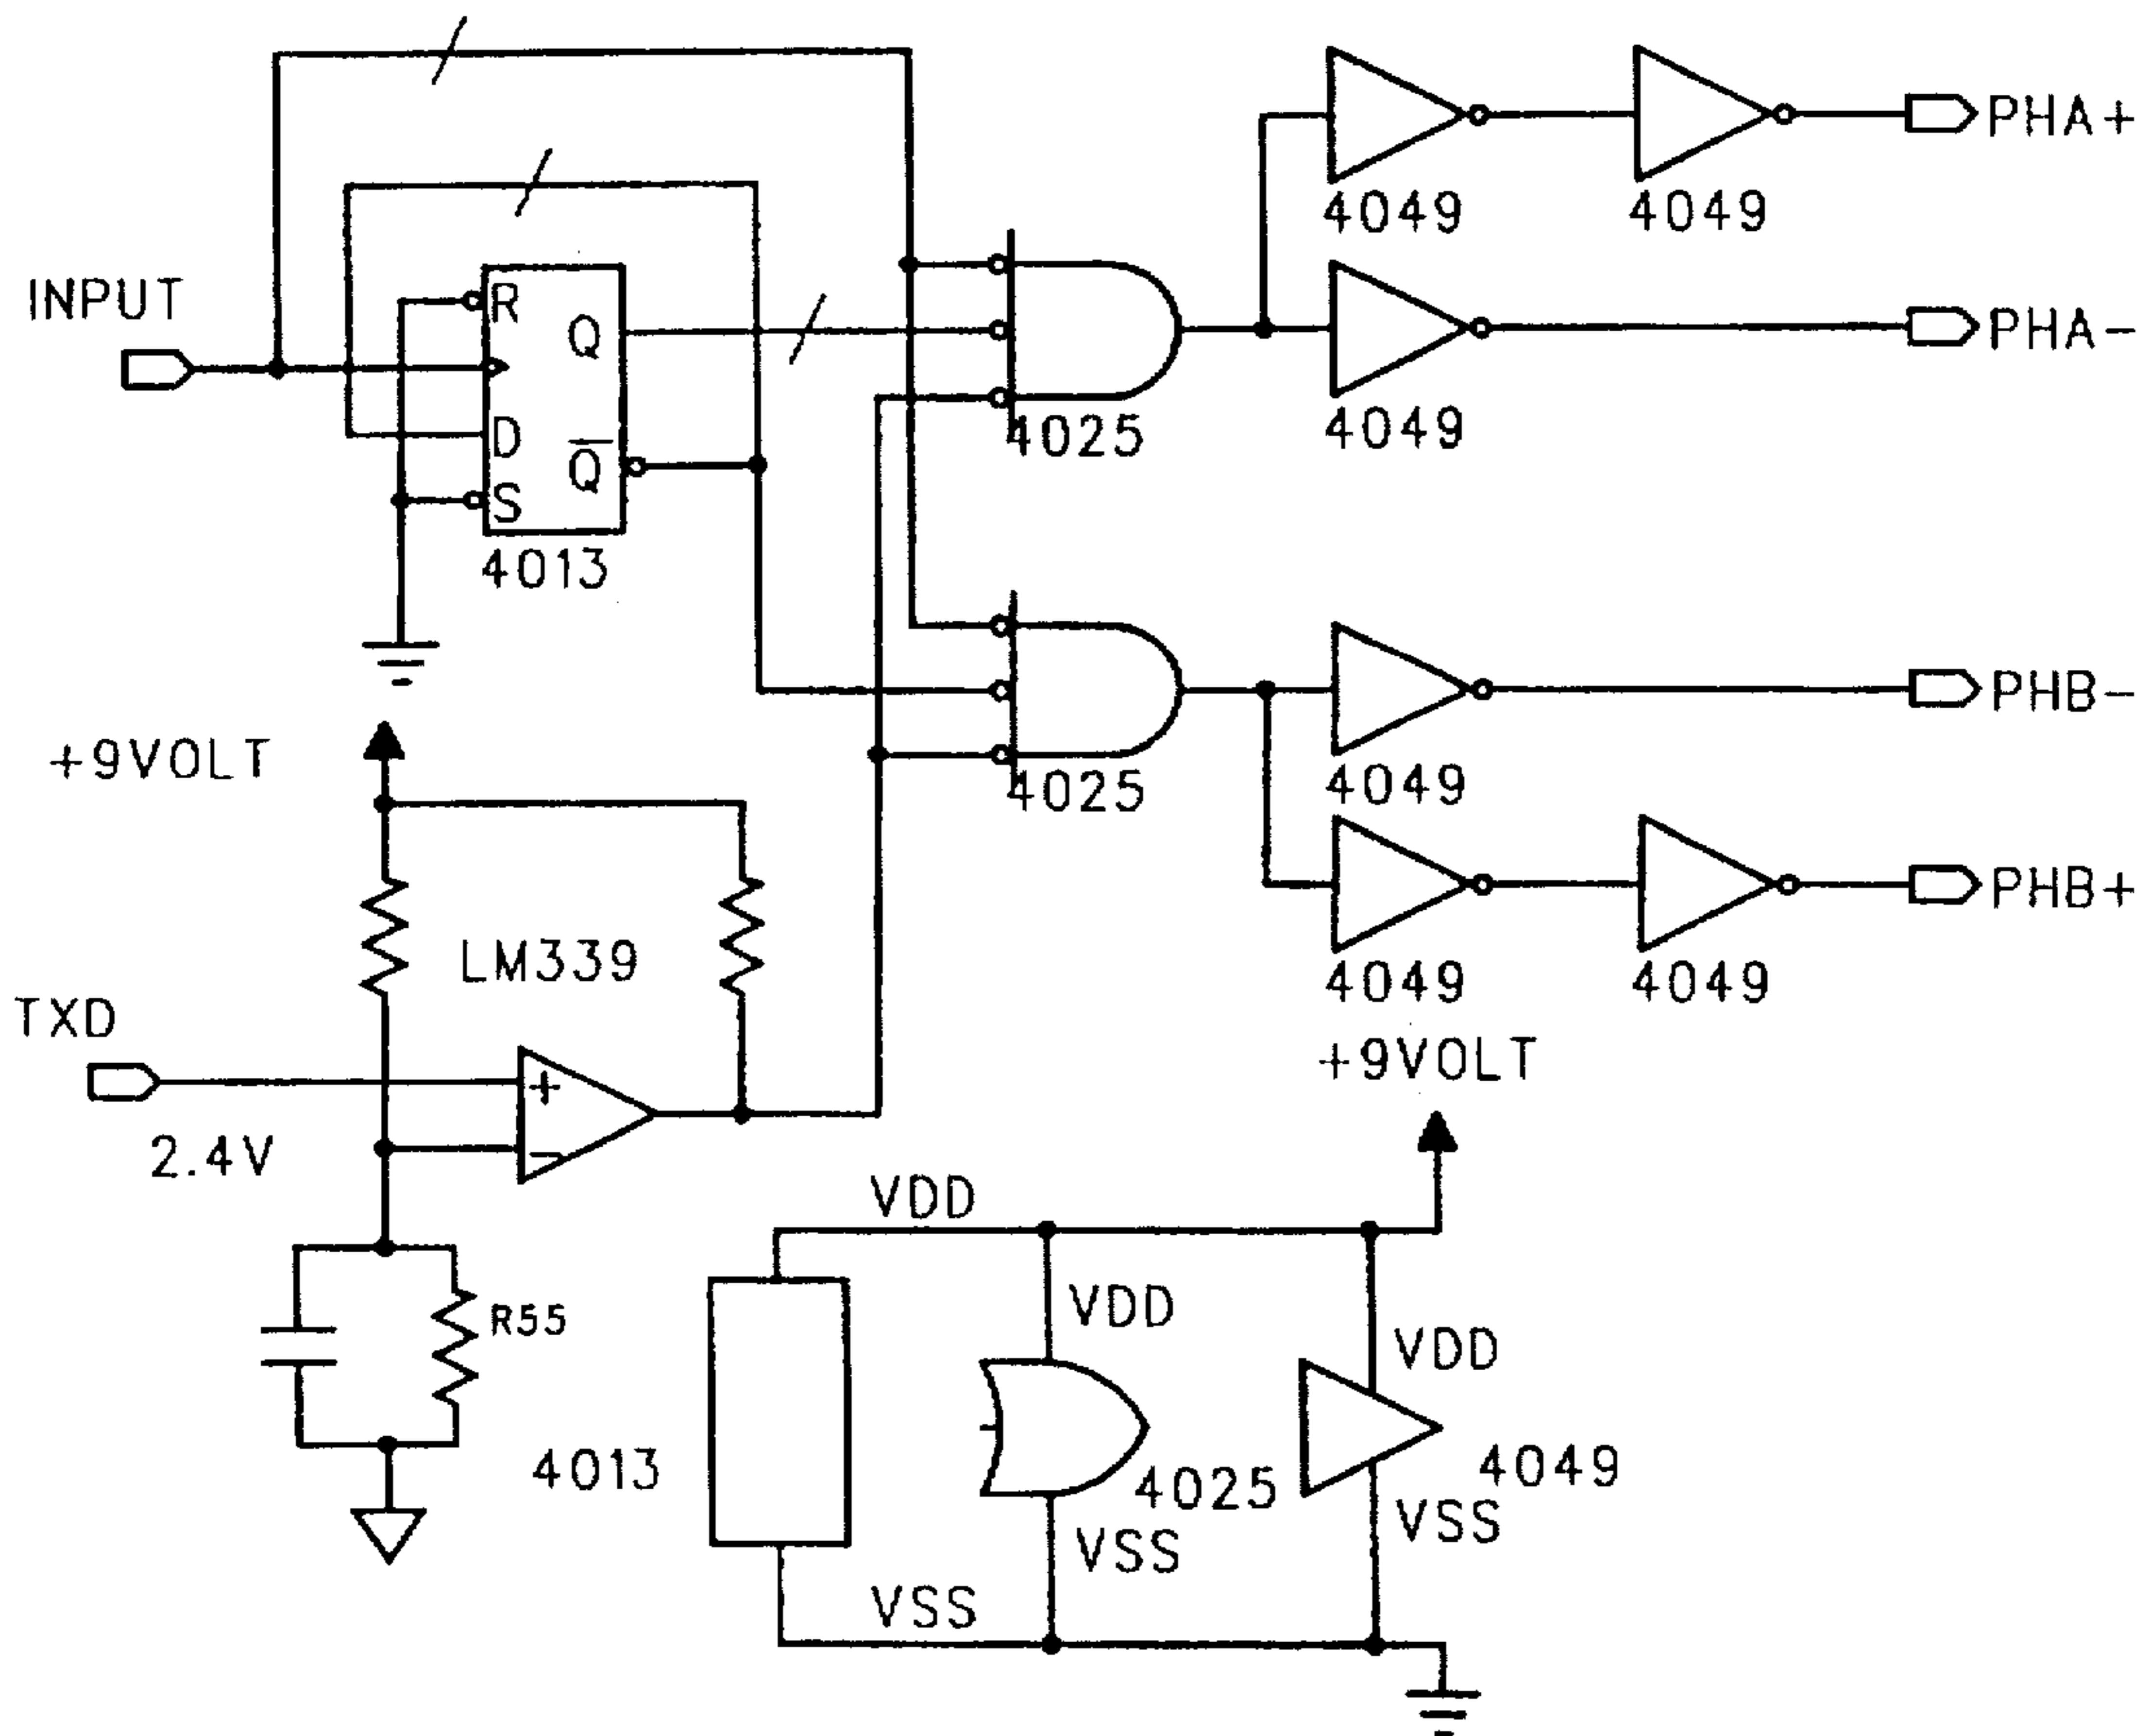 PHA+
4049
4049
INPUT
R
Q
D
Q
S
4013
4025
PHA-
4049
+9VOLT
4025
PHB-
4049
PHB+
4049
4049
LM339
TXD
+
-
2.4V
+9VOLT
VDD
R55
VDD
VDD
4013
4025
4049
VSS
VSS
VSS